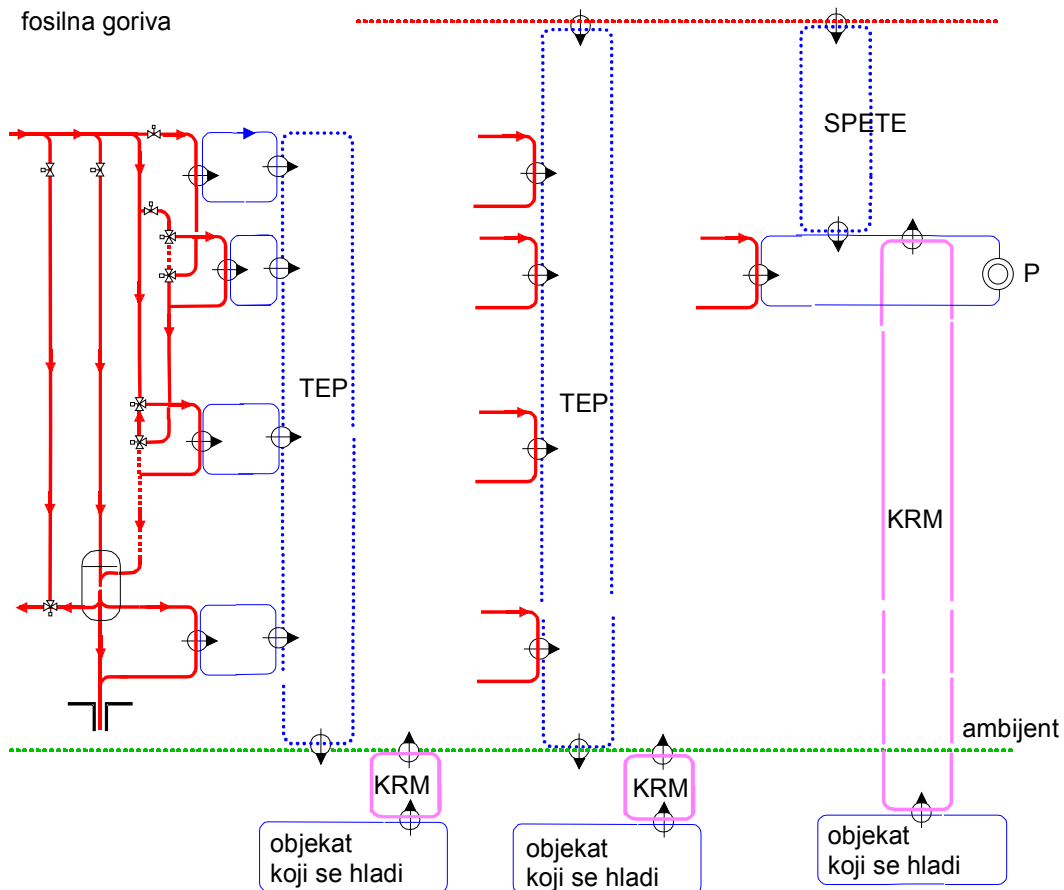 fosilna goriva
SPETE
P
TEP
TEP
KRM
ambijent
KRM
KRM
objekat
koji se hladi
objekat
koji se hladi
objekat
koji se hladi